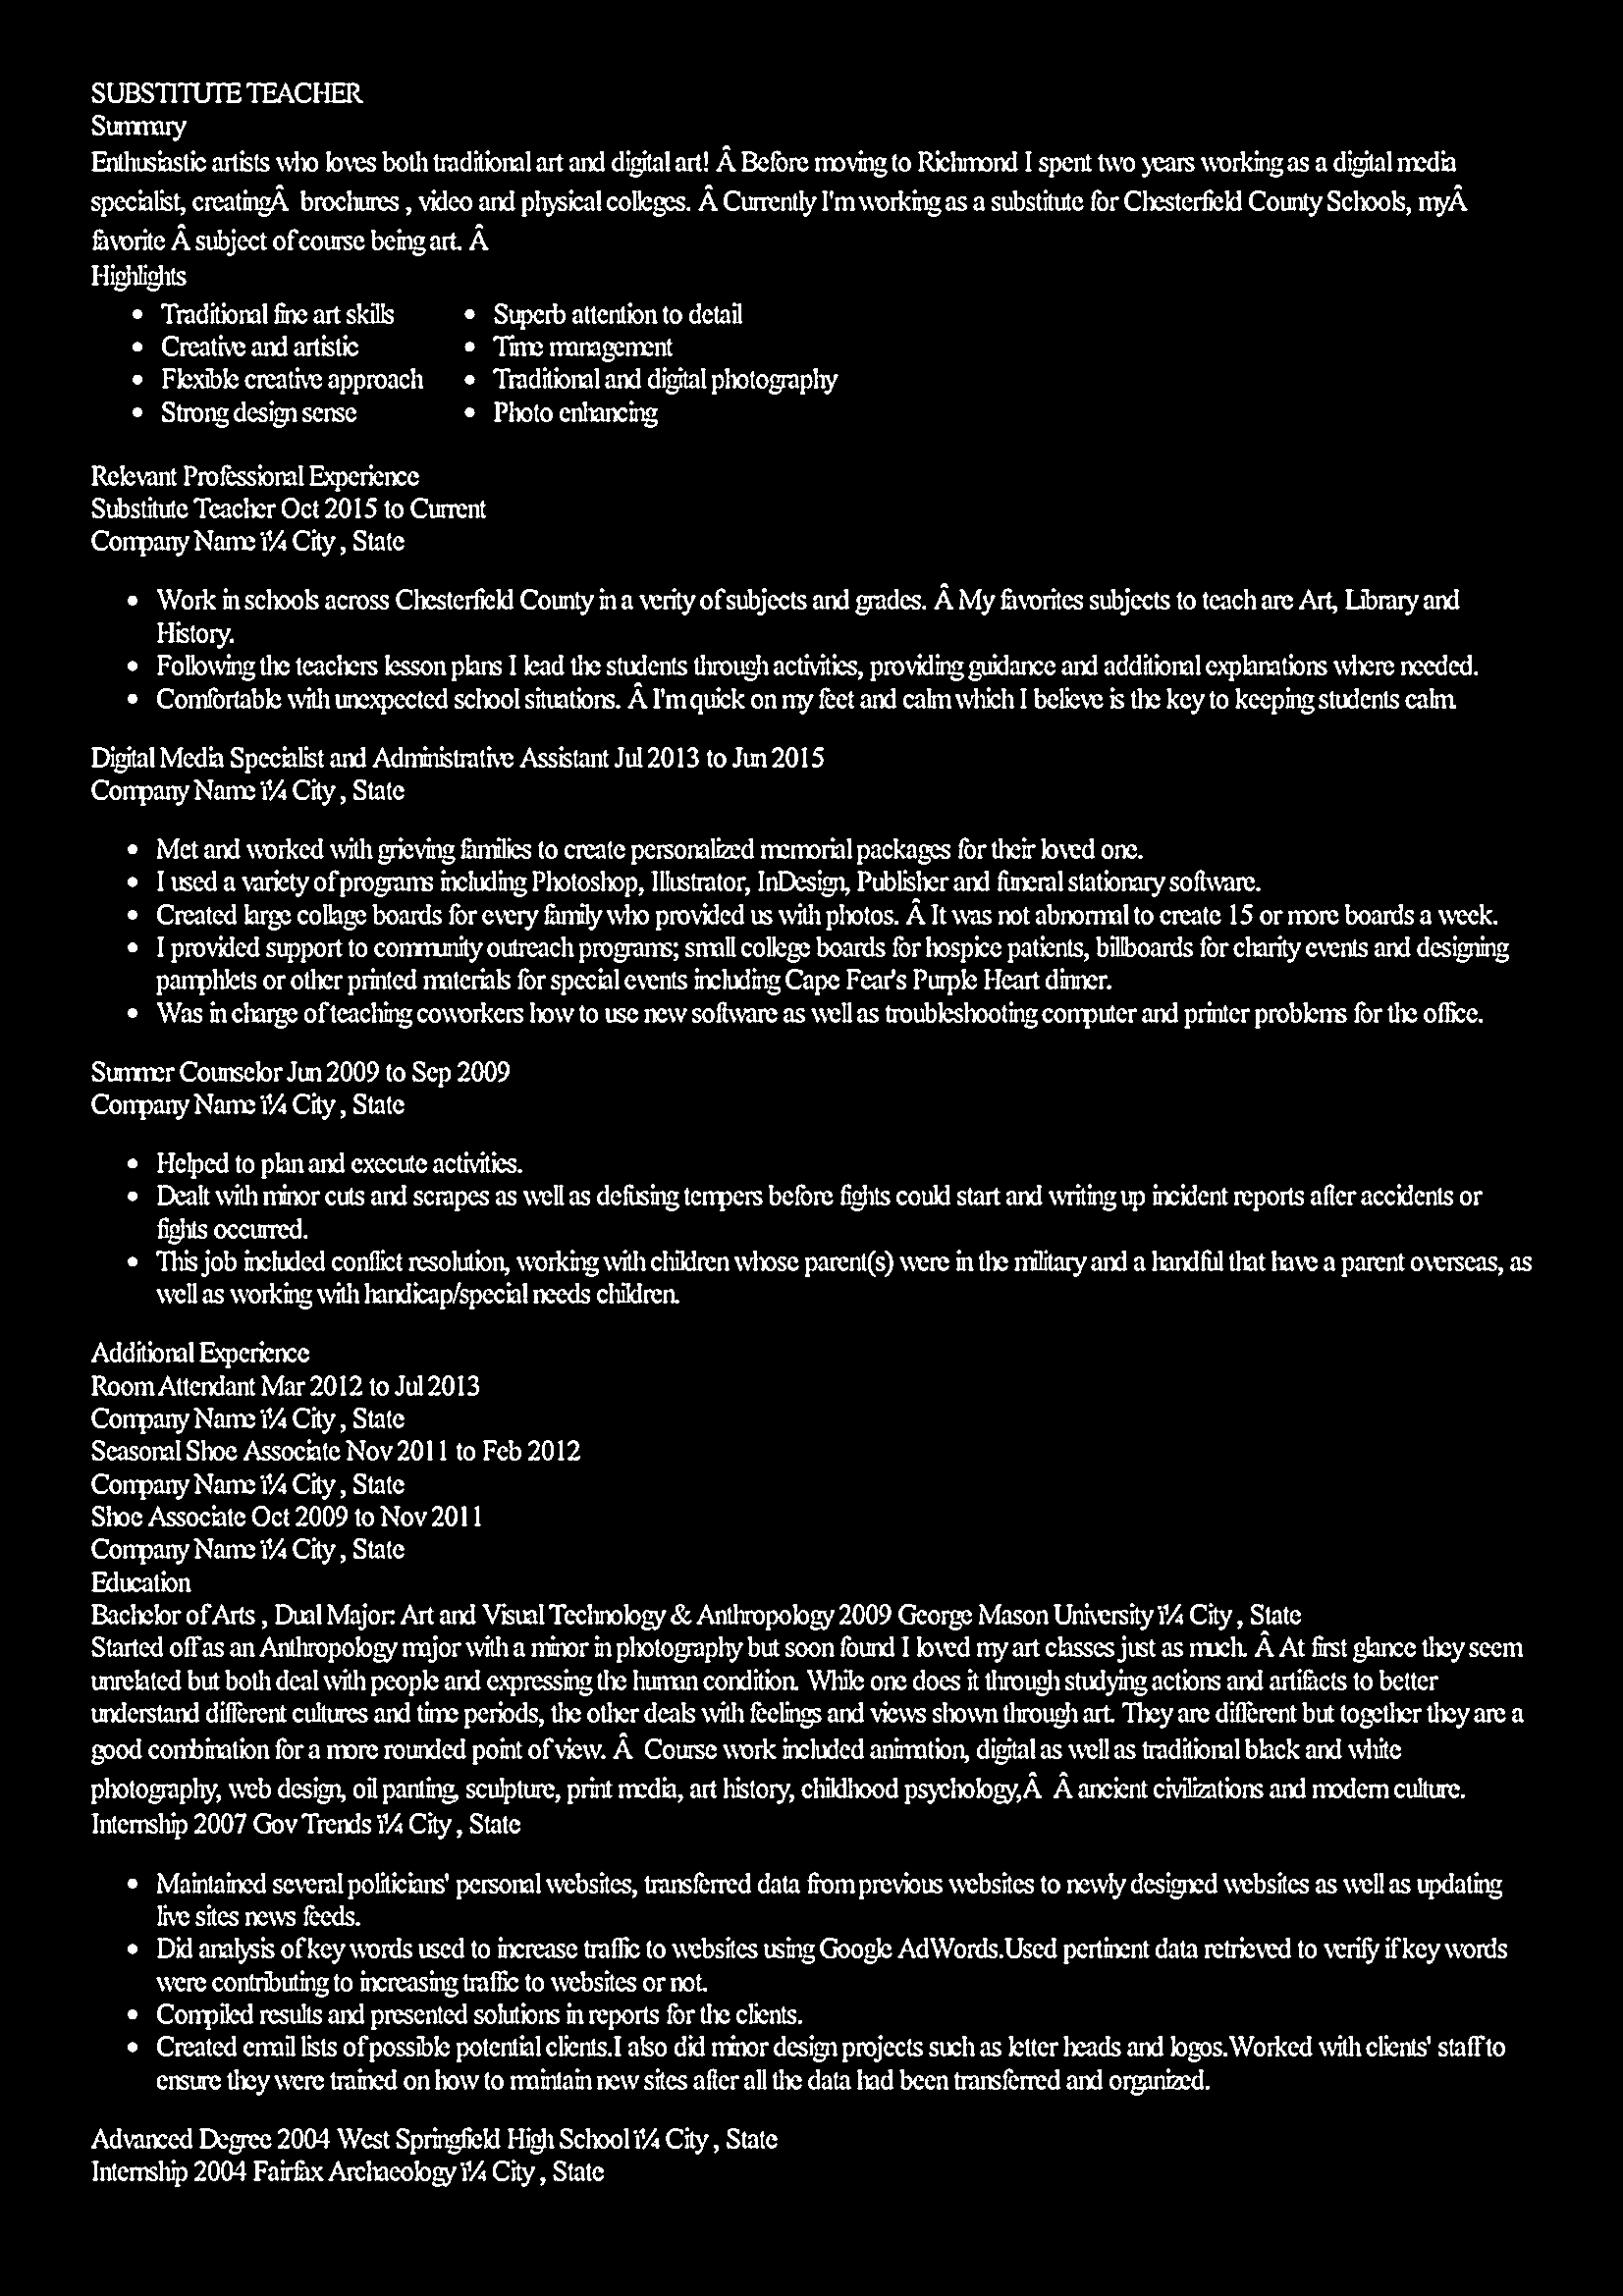 SUBSTITUTE TEACHER
Summary
Enthusiastic artists who loves both traditional art and digital art! Â Before moving to Richmond I spent two years working as a digital media
specialist, creatingÂ  brochures , video and physical colleges. Â Currently I'm working as a substitute for Chesterfield County Schools, myÂ
favorite Â subject of course being art. Â
Highlights
• Traditional fine art skills • Superb attention to detail
• Creative and artistic • Time management
• Flexible creative approach • Traditional and digital photography
• Strong design sense • Photo enhancing
Relevant Professional Experience
Substitute Teacher Oct 2015 to Current
Company Name ï¼ City , State
• Work in schools across Chesterfield County in a verity of subjects and grades. Â My favorites subjects to teach are Art, Library and
History.
• Following the teachers lesson plans I lead the students through activities, providing guidance and additional explanations where needed.
• Comfortable with unexpected school situations. Â I'm quick on my feet and calm which I believe is the key to keeping students calm.
Digital Media Specialist and Administrative Assistant Jul 2013 to Jun 2015
Company Name ï¼ City , State
• Met and worked with grieving families to create personalized memorial packages for their loved one.
• I used a variety of programs including Photoshop, Illustrator, InDesign, Publisher and funeral stationary software.
• Created large collage boards for every family who provided us with photos. Â It was not abnormal to create 15 or more boards a week.
• I provided support to community outreach programs; small college boards for hospice patients, billboards for charity events and designing
pamphlets or other printed materials for special events including Cape Fear's Purple Heart dinner.
• Was in charge of teaching coworkers how to use new software as well as troubleshooting computer and printer problems for the office.
Summer Counselor Jun 2009 to Sep 2009
Company Name ï¼ City , State
• Helped to plan and execute activities.
• Dealt with minor cuts and scrapes as well as defusing tempers before fights could start and writing up incident reports after accidents or
fights occurred.
• This job included conflict resolution, working with children whose parent(s) were in the military and a handful that have a parent overseas, as
well as working with handicap/special needs children.
Additional Experience
Room Attendant Mar 2012 to Jul 2013
Company Name ï¼ City , State
Seasonal Shoe Associate Nov 2011 to Feb 2012
Company Name ï¼ City , State
Shoe Associate Oct 2009 to Nov 2011
Company Name ï¼ City , State
Education
Bachelor of Arts , Dual Major: Art and Visual Technology & Anthropology 2009 George Mason University ï¼ City , State
Started off as an Anthropology major with a minor in photography but soon found I loved my art classes just as much. Â At first glance they seem
unrelated but both deal with people and expressing the human condition. While one does it through studying actions and artifacts to better
understand different cultures and time periods, the other deals with feelings and views shown through art. They are different but together they are a
good combination for a more rounded point of view. Â  Course work included animation, digital as well as traditional black and white
photography, web design, oil panting, sculpture, print media, art history, childhood psychology,Â  Â ancient civilizations and modern culture.
Internship 2007 Gov Trends ï¼ City , State
• Maintained several politicians' personal websites, transferred data from previous websites to newly designed websites as well as updating
live sites news feeds.
• Did analysis of key words used to increase traffic to websites using Google AdWords.Used pertinent data retrieved to verify if key words
were contributing to increasing traffic to websites or not.
• Compiled results and presented solutions in reports for the clients.
• Created email lists of possible potential clients.I also did minor design projects such as letter heads and logos.Worked with clients' staff to
ensure they were trained on how to maintain new sites after all the data had been transferred and organized.
Advanced Degree 2004 West Springfield High School ï¼ City , State
Internship 2004 Fairfax Archaeology ï¼ City , State